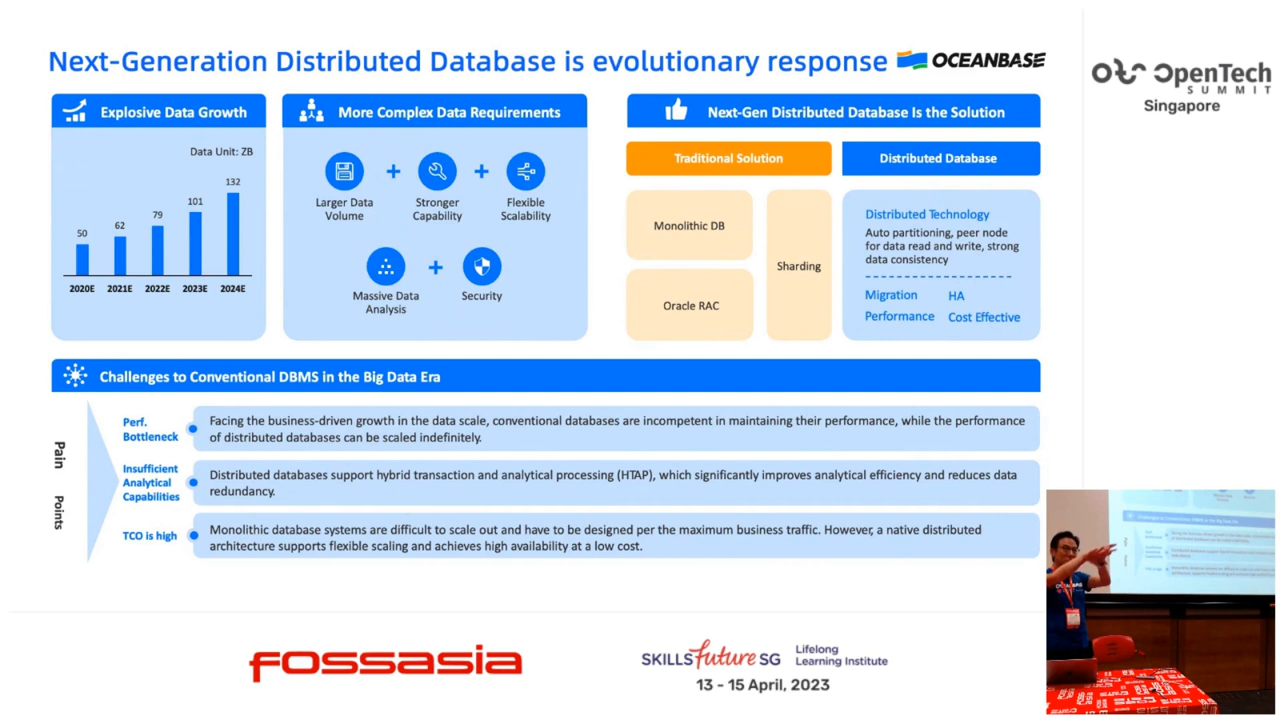 Next-Generation Distributed Database is evolutionary response
OCEANBASE
OpenTech
SUMMIT
Singapore
Explosive Data Growth
Data Unit: ZB
50
62
79
101
132
2020E
2021E
2022E
2023E
2024E
More Complex Data Requirements
Larger Data
Volume
Stronger
Capability
Flexible
Scalability
Massive Data
Analysis
Security
Next-Gen Distributed Database Is the Solution
Traditional Solution
Monolithic DB
Oracle RAC
Sharding
Distributed Database
Distributed Technology
Auto partitioning, peer node
for data read and write, strong
data consistency
Migration
HA
Performance
Cost Effective
Challenges to Conventional DBMS in the Big Data Era
Pain
Points
Perf.
Bottleneck
Facing the business-driven growth in the data scale, conventional databases are incompetent in maintaining their performance, while the performance
of distributed databases can be scaled indefinitely.
Insufficient
Analytical
Capabilities
Distributed databases support hybrid transaction and analytical processing (HTAP), which significantly improves analytical efficiency and reduces data
redundancy.
TCO is high
Monolithic database systems are difficult to scale out and have to be designed per the maximum business traffic. However, a native distributed
architecture supports flexible scaling and achieves high availability at a low cost.
FOSSASIA
SKILLS future SG
Lifelong
Learning Institute
13 - 15 April, 2023